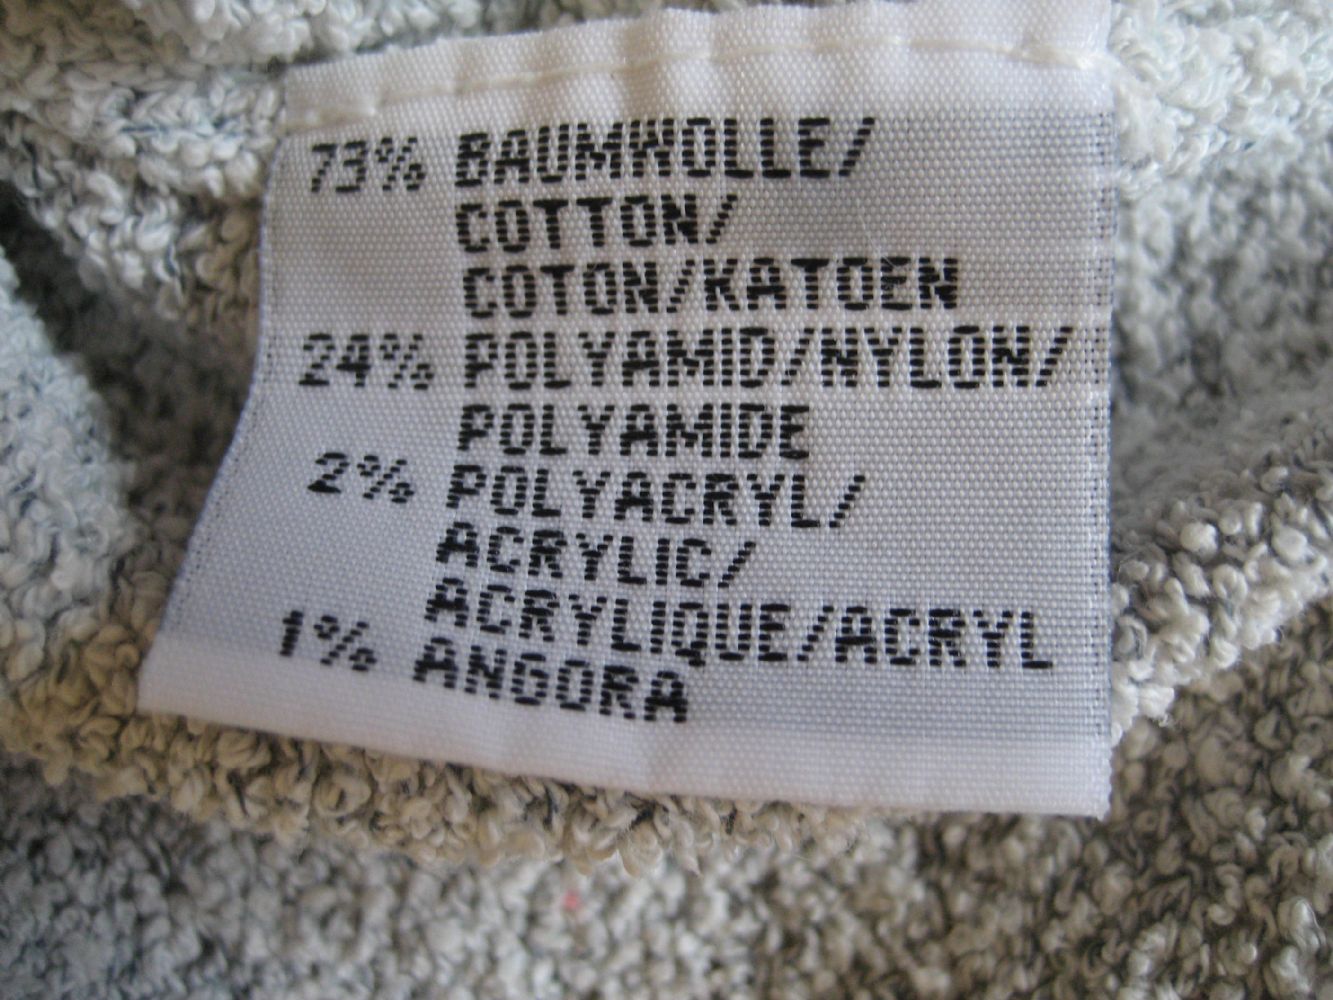 73% BAUMWOLLE/
COTTON/
COTON/KATOEN
24% POLYAMID/NYLON/
POLYAMIDE
2% POLYACRYL/
ACRYLIC/
ACRYLIQUE/ACRYL
1% ANGORA